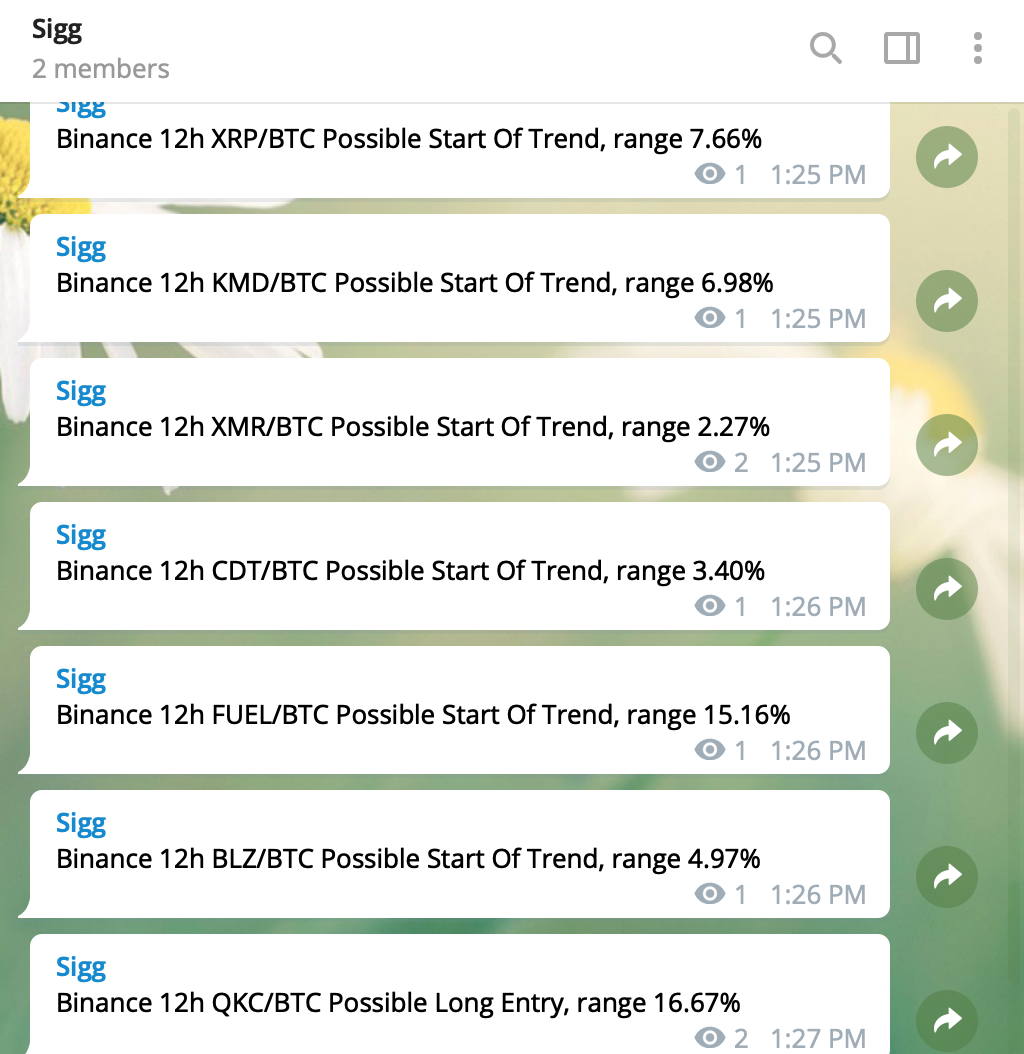 Sigg
2 members
Sigg
Binance 12h XRP/BTC Possible Start Of Trend, range 7.66%
1 1:25 PM
Sigg
Binance 12h KMD/BTC Possible Start Of Trend, range 6.98%
1 1:25 PM
Sigg
Binance 12h XMR/BTC Possible Start Of Trend, range 2.27%
2 1:25 PM
Sigg
Binance 12h CDT/BTC Possible Start Of Trend, range 3.40%
1 1:26 PM
Sigg
Binance 12h FUEL/BTC Possible Start Of Trend, range 15.16%
1 1:26 PM
Sigg
Binance 12h BLZ/BTC Possible Start Of Trend, range 4.97%
1 1:26 PM
Sigg
Binance 12h QKC/BTC Possible Long Entry, range 16.67%
2 1:27 PM